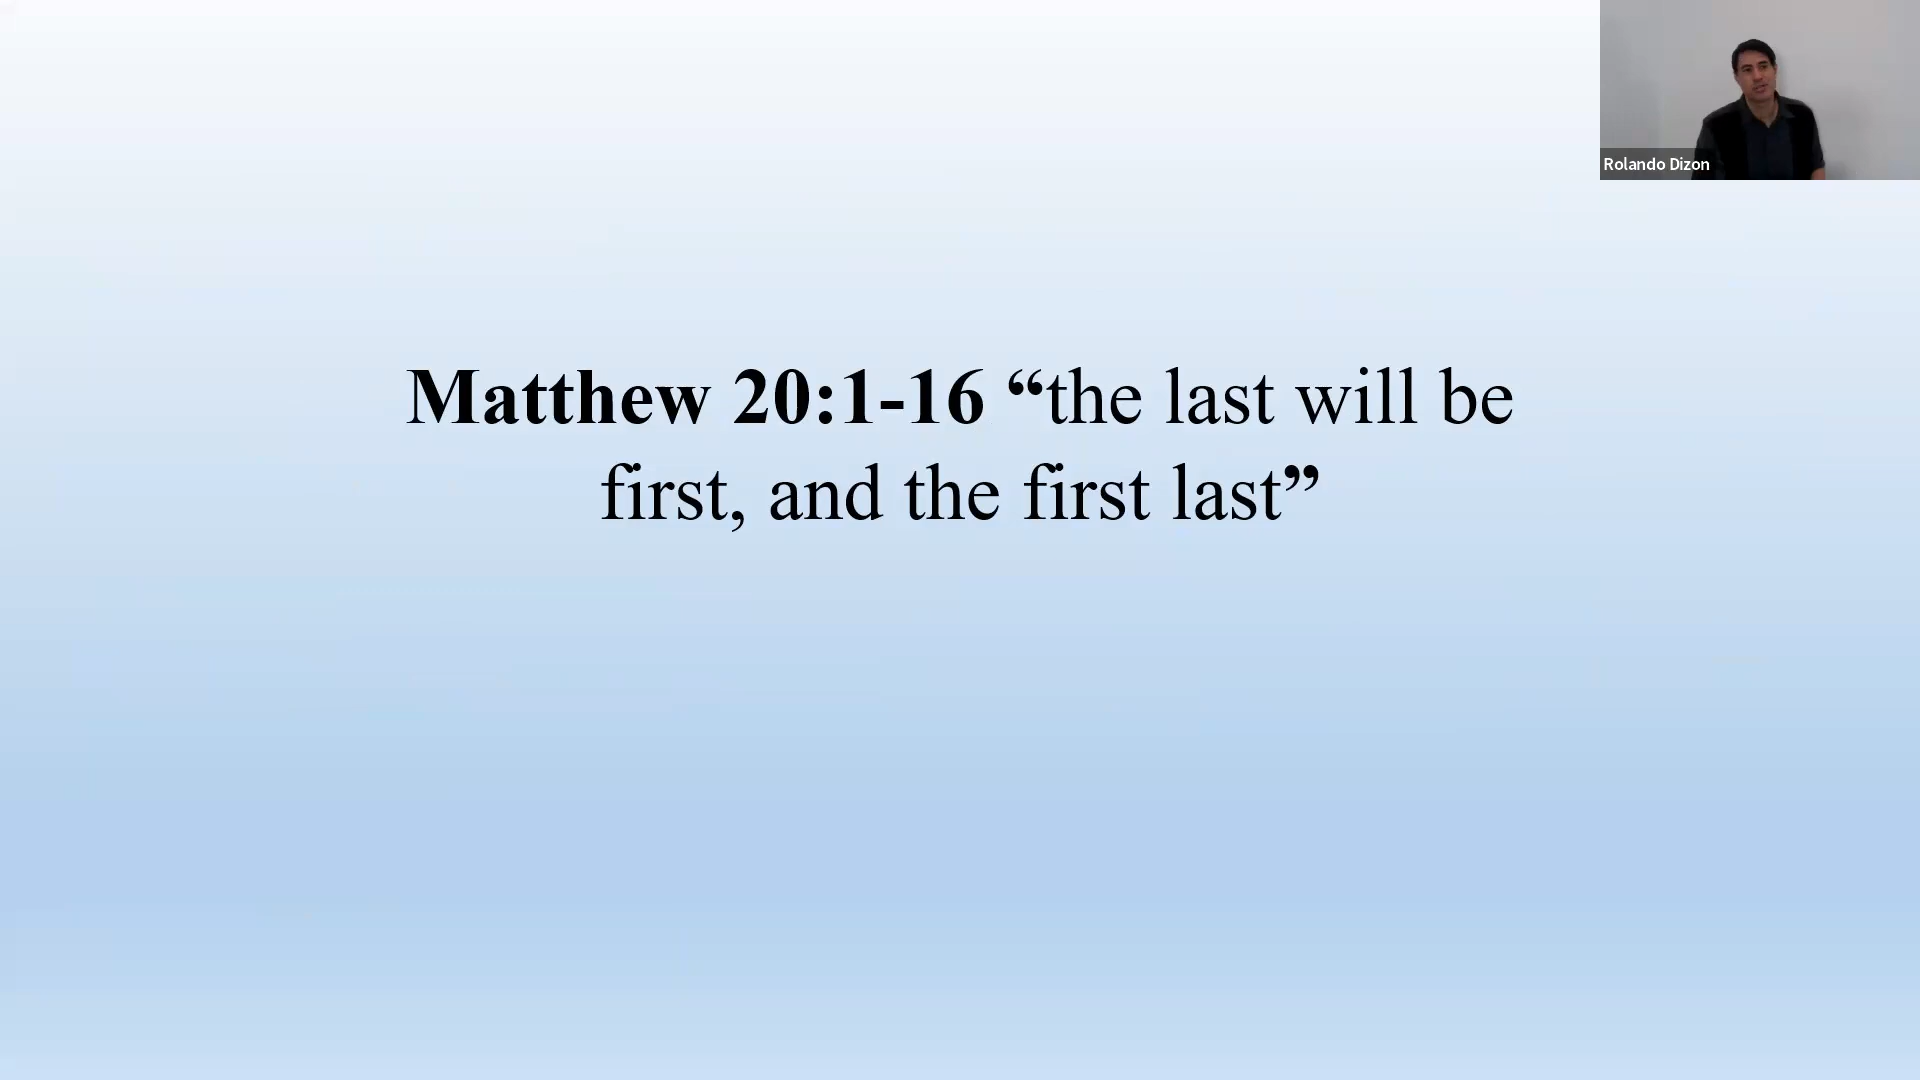 Rolando Dizon
Matthew 20:1-16 “the last will be
first, and the first last”